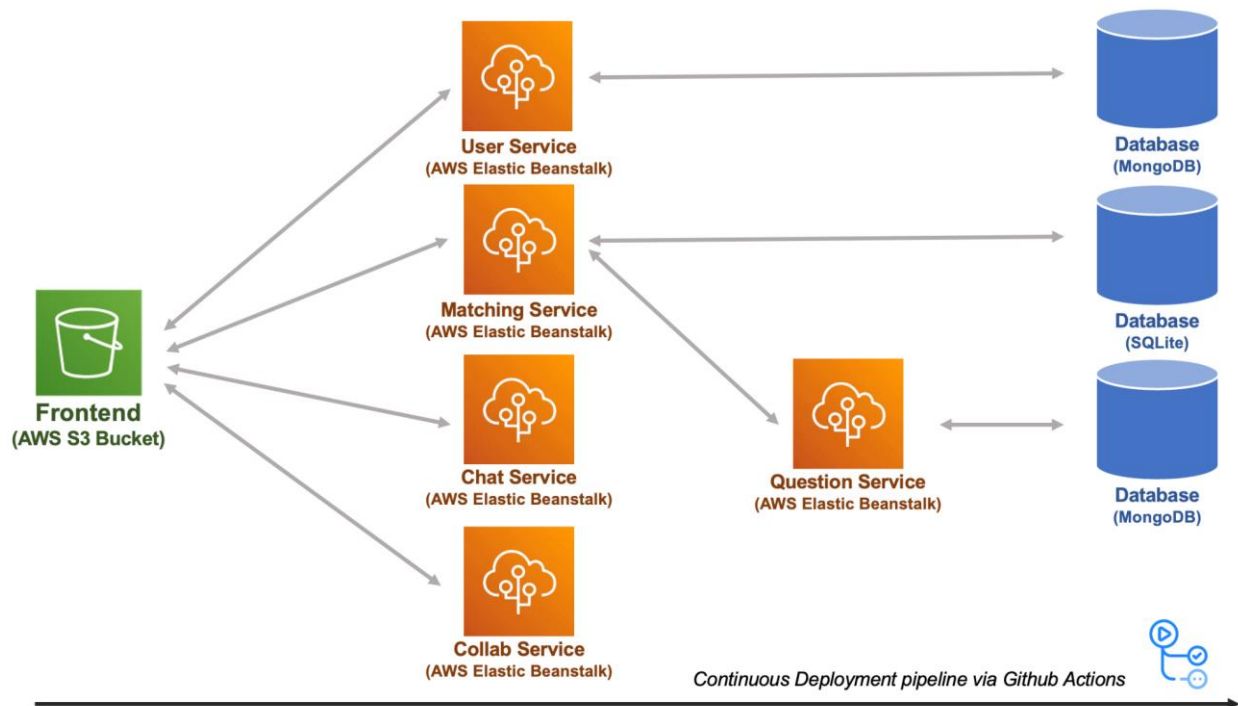 User Service
(AWS Elastic Beanstalk)
Database
(MongoDB)
Matching Service
(AWS Elastic Beanstalk)
Database
(SQLite)
Frontend
(AWS S3 Bucket)
Chat Service
(AWS Elastic Beanstalk)
Question Service
(AWS Elastic Beanstalk)
Database
(MongoDB)
Collab Service
(AWS Elastic Beanstalk)
Continuous Deployment pipeline via Github Actions